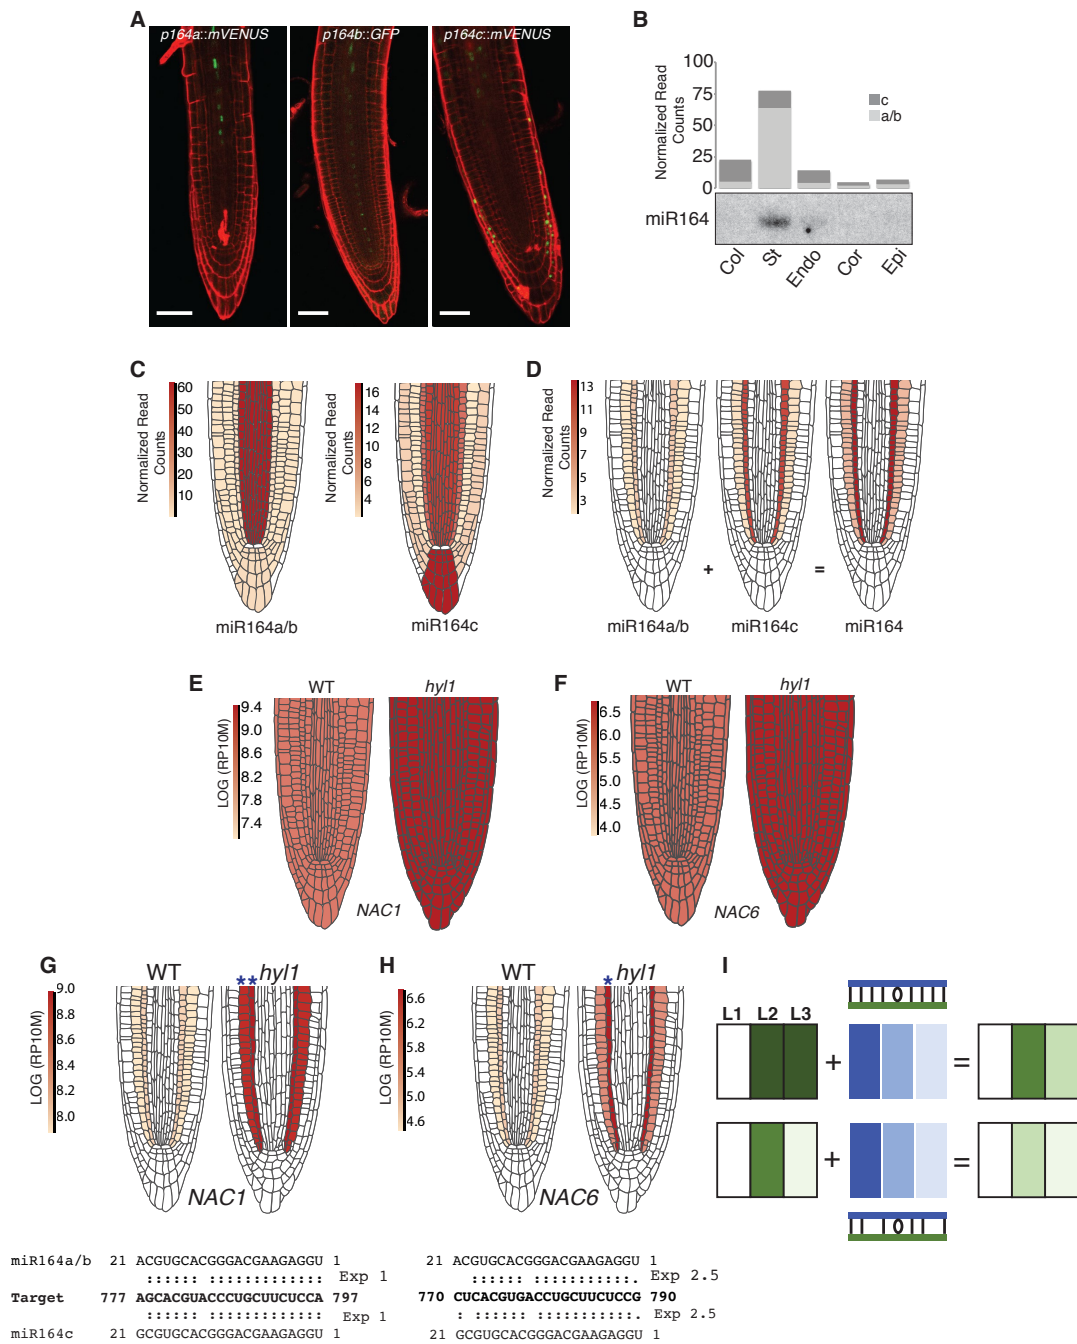 A
p164a::mVENUS
p164b::GFP
p164c::mVENUS
B
Normalized Read
Counts
100
75
50
25
0
c
a/b
miR164
Col
St
Endo
Cor
Epi
C
Normalized Read
Counts
60
50
40
30
20
10
miR164a/b
Normalized Read
Counts
16
14
12
10
8
6
4
miR164c
D
Normalized Read
Counts
13
11
9
7
5
3
miR164a/b
+
miR164c
=
miR164
E
WT
hyl1
LOG (RP10M)
9.4
9.0
8.6
8.2
7.8
7.4
NAC1
F
WT
hyl1
LOG (RP10M)
6.5
6.0
5.5
5.0
4.5
4.0
NAC6
G
WT
**hyl1
LOG (RP10M)
9.0
8.8
8.6
8.4
8.2
8.0
NAC1
H
WT
*hyl1
LOG (RP10M)
6.6
6.2
5.8
5.4
5.0
4.6
NAC6
I
L1 L2 L3
+
=
+
=
miR164a/b 21 ACGUGCACGGGACGAAGAGGU 1
:::::: ::::::::::::: Exp 1
Target 777 AGCACGUACCCUGCUUCUCCA 797
:::::: ::::::::::::: Exp 1
miR164c 21 GCGUGCACGGGACGAAGAGGU 1
21 ACGUGCACGGGACGAAGAGGU 1
:::::: ::::::::::::. Exp 2.5
770 CUCACGUGACCUGCUUCUCCG 790
:::::: ::::::::::::. Exp 2.5
21 GCGUGCACGGGACGAAGAGGU 1